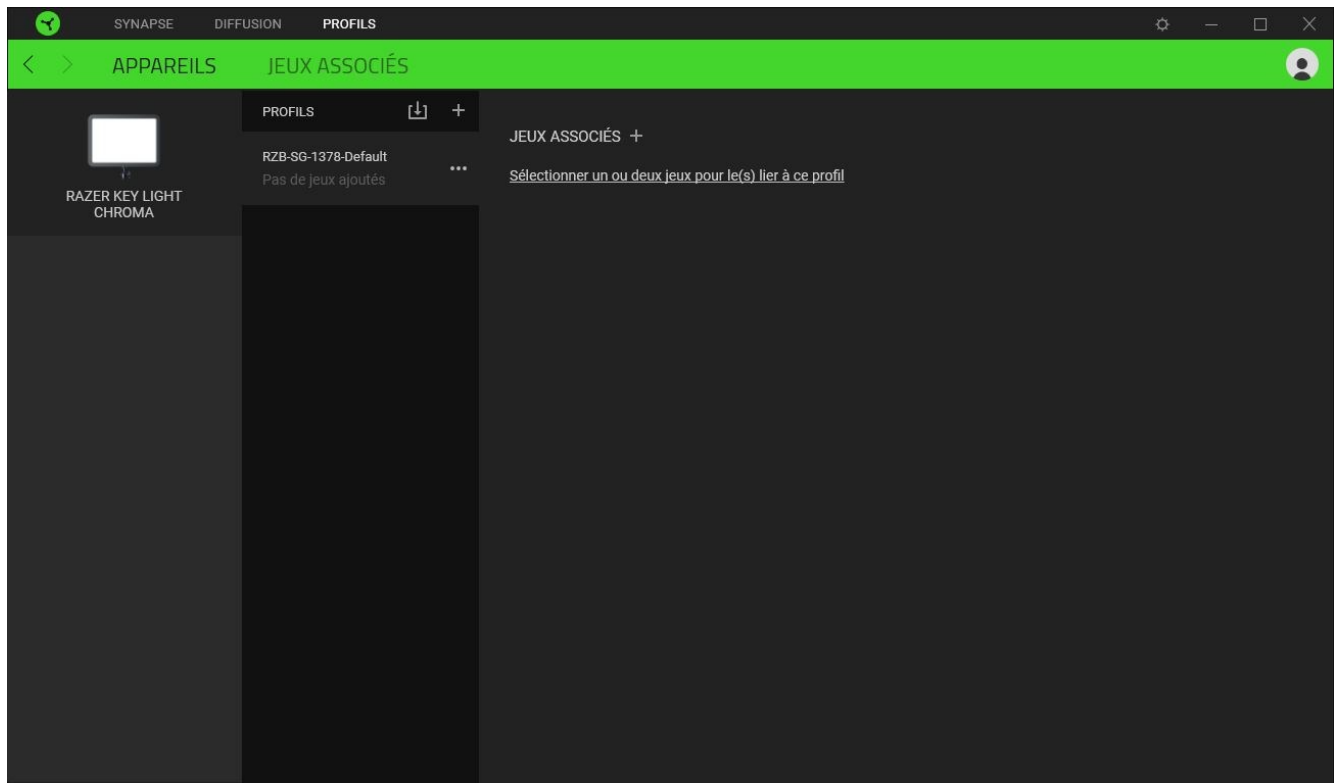 SYNAPSE DIFFUSION PROFILS
APPAREILS JEUX ASSOCIÉS
RAZER KEY LIGHT
CHROMA
PROFILS
RZB-SG-1378-Default
Pas de jeux ajoutés
JEUX ASSOCIÉS +
Sélectionner un ou deux jeux pour le(s) lier à ce profil